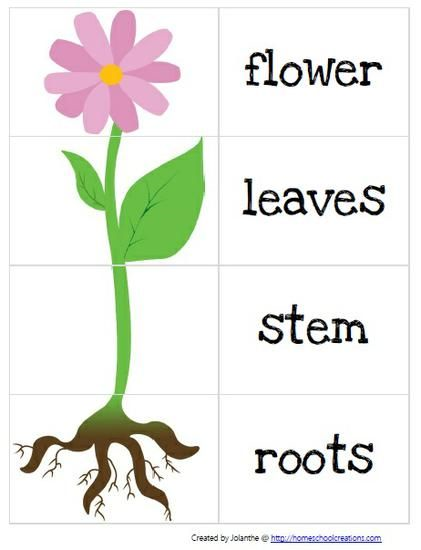 flower
leaves
stem
roots
Created by Jolanthe @ http://homeschoolcreations.com